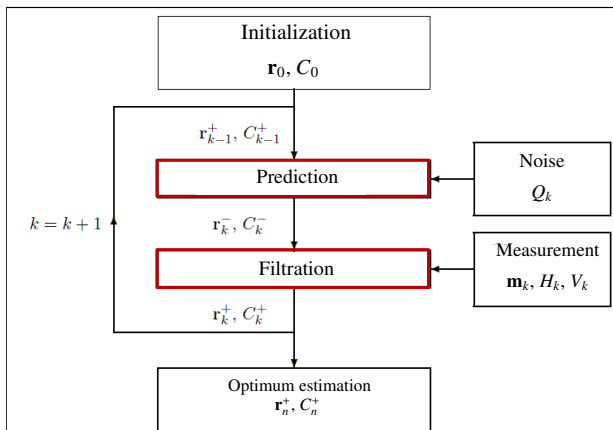 Initialization
𝐫₀, C₀
𝐫⁺ₖ₋₁, C⁺ₖ₋₁
Prediction
Noise
Qₖ
k = k + 1
𝐫⁻ₖ, C⁻ₖ
Filtration
Measurement
𝐦ₖ, Hₖ, Vₖ
𝐫⁺ₖ, C⁺ₖ
Optimum estimation
𝐫⁺ₙ, C⁺ₙ